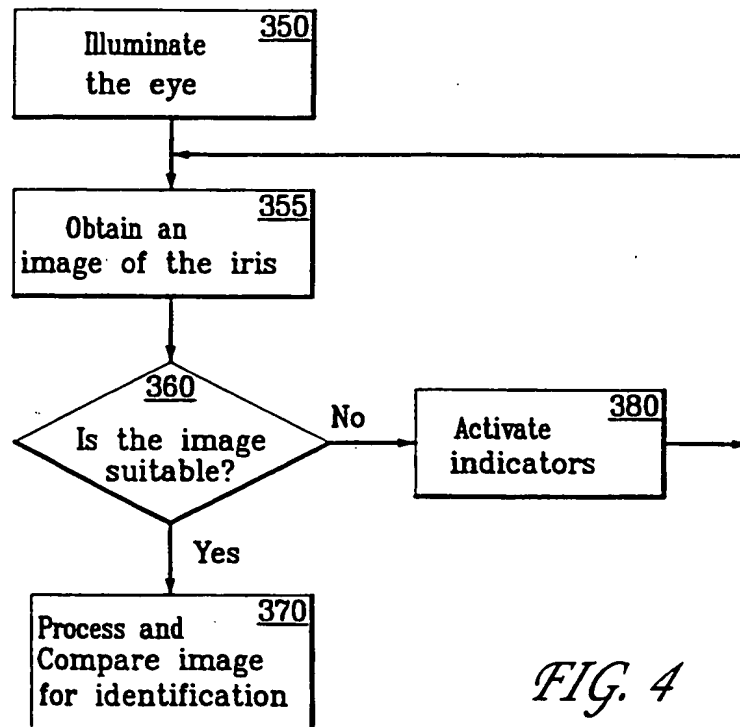 350
Illuminate
the eye
355
Obtain an
image of the iris
360
Is the image
suitable?
No
380
Activate
indicators
Yes
370
Process and
Compare image
for identification
FIG. 4